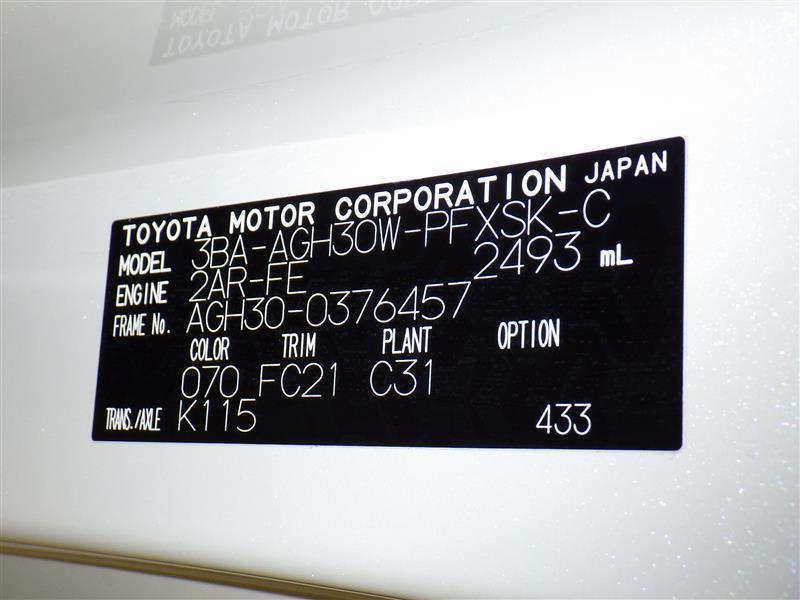 TOYOTA MOTOR CORPORATION JAPAN
MODEL 3BA-AGH30W-PFXSK-C
ENGINE 2AR-FE 2493 mL
FRAME No. AGH30-0376457
COLOR TRIM PLANT OPTION
070 FC21 C31
TRANS./AXLE K115 433